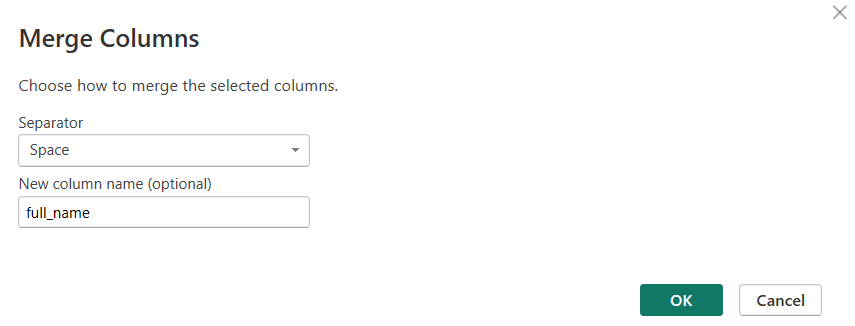 Merge Columns
Choose how to merge the selected columns.
Separator
Space
New column name (optional)
full_name
OK
Cancel